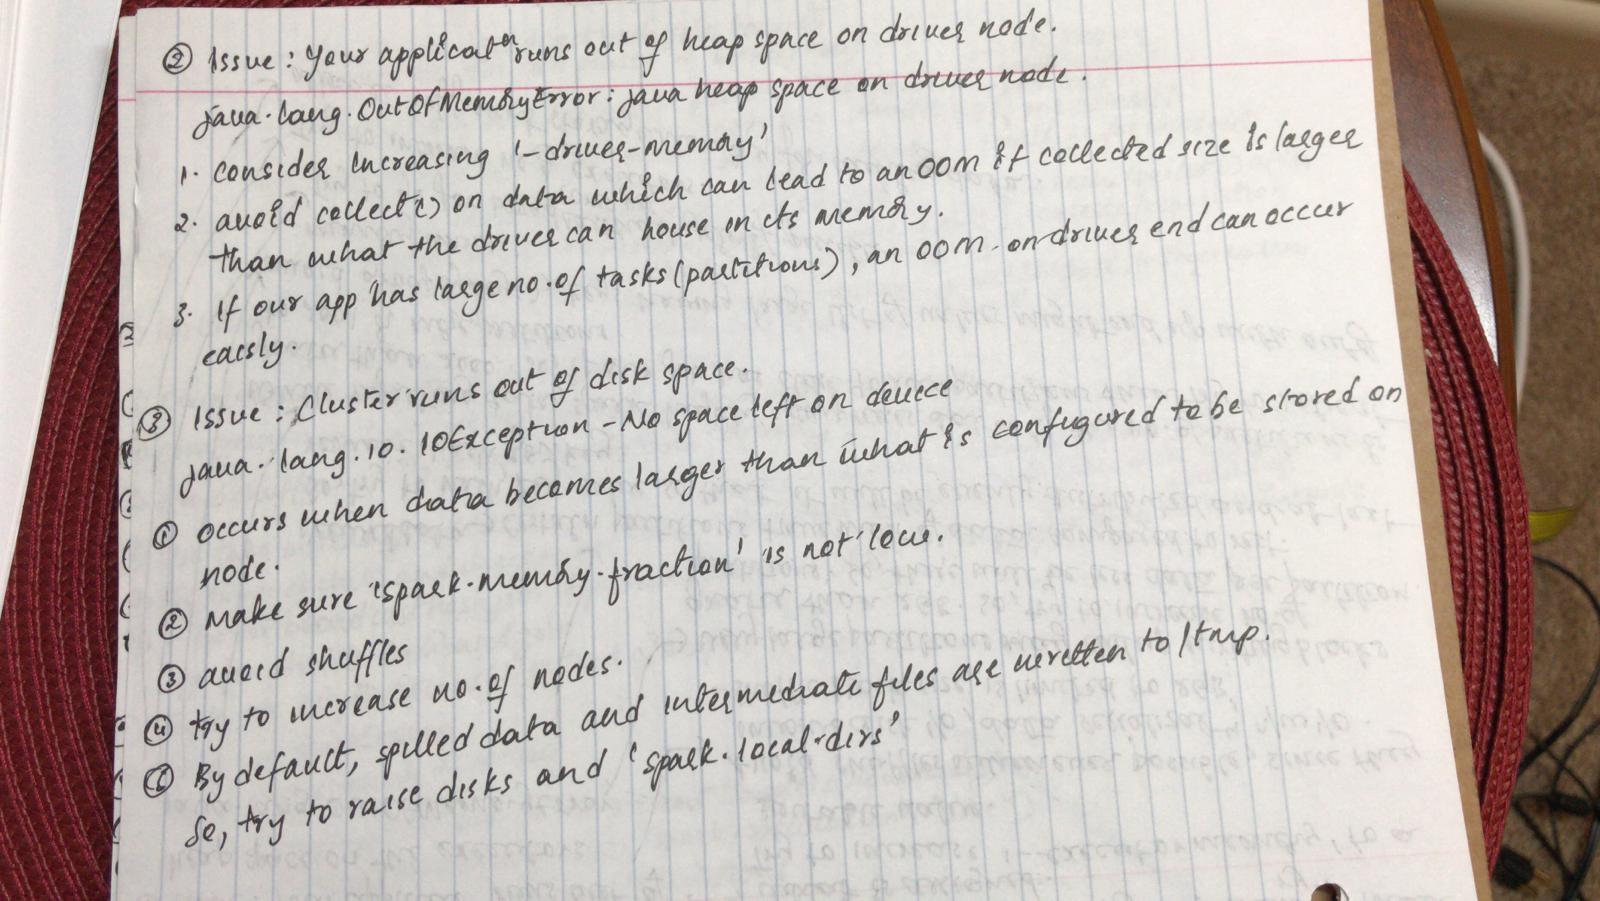 ② Issue: Your applicatⁿ runs out of heap space on driver node.
java.lang.OutOfMemoryError: java heap space on driver node.
1. consider increasing '-driver-memory'
2. avoid collect() on data which can lead to an OOM if collected size is larger
than what the driver can house in its memory.
3. If our app has large no. of tasks (partitions), an OOM on driver end can occur
easily.
③ Issue: Cluster runs out of disk space.
java.lang.IO.IOException - No space left on device
① occurs when data becomes larger than what is configured to be stored on
node.
② Make sure 'spark.memory.fraction' is not low.
③ avoid shuffles
④ try to increase no. of nodes.
⑤ By default, spilled data and intermediate files are written to /tmp.
So, try to raise disks and 'spark.local.dirs'